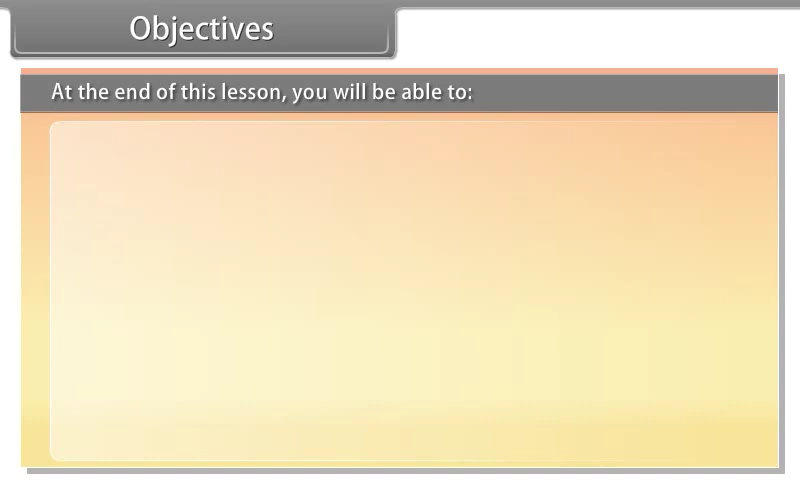 Objectives
At the end of this lesson, you will be able to: